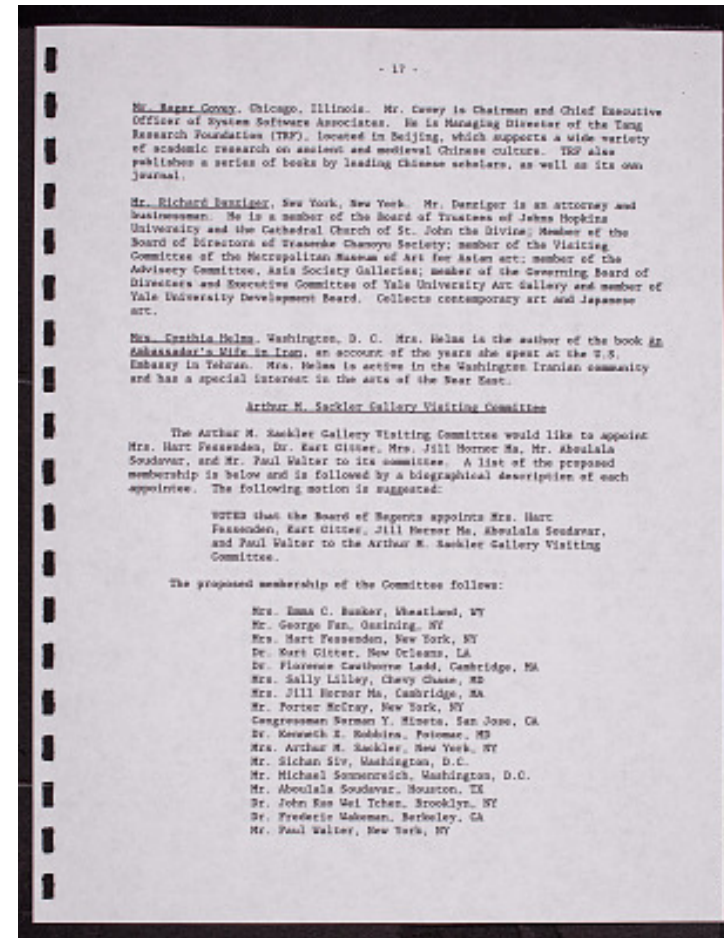 - 17 -
Mr. Roger Covey, Chicago, Illinois. Mr. Covey is Chairman and Chief Executive
Officer of System Software Associates. He is Managing Director of the Tang
Research Foundation (TRF), located in Beijing, which supports a wide variety
of academic research on ancient and medieval Chinese culture. TRF also
publishes a series of books by leading Chinese scholars, as well as its own
journal.
Mr. Richard Danziger, New York, New York. Mr. Danziger is an attorney and
businessman. He is a member of the Board of Trustees of Johns Hopkins
University and the Cathedral Church of St. John the Divine; Member of the
Board of Directors of Urasenke Chanoyu Society; member of the Visiting
Committee of the Metropolitan Museum of Art for Asian art; member of the
Advisory Committee, Asia Society Galleries; member of the Governing Board of
Directors and Executive Committee of Yale University Art Gallery and member of
Yale University Development Board. Collects contemporary art and Japanese
art.
Mrs. Cynthia Helms, Washington, D. C. Mrs. Helms is the author of the book An
Ambassador's Wife in Iran, an account of the years she spent at the U.S.
Embassy in Tehran. Mrs. Helms is active in the Washington Iranian community
and has a special interest in the arts of the Near East.
Arthur M. Sackler Gallery Visiting Committee
The Arthur M. Sackler Gallery Visiting Committee would like to appoint
Mrs. Hart Fessenden, Dr. Kurt Gitter, Mrs. Jill Hornor Ma, Mr. Aboulala
Soudavar, and Mr. Paul Walter to its committee. A list of the proposed
membership is below and is followed by a biographical description of each
appointee. The following motion is suggested:
VOTED that the Board of Regents appoints Mrs. Hart
Fessenden, Kurt Gitter, Jill Hornor Ma, Aboulala Soudavar,
and Paul Walter to the Arthur M. Sackler Gallery Visiting
Committee.
The proposed membership of the Committee follows:
Mrs. Emma C. Bunker, Wheatland, WY
Mr. George Fan, Ossining, NY
Mrs. Hart Fessenden, New York, NY
Dr. Kurt Gitter, New Orleans, LA
Dr. Florence Cawthorne Ladd, Cambridge, MA
Mrs. Sally Lilley, Chevy Chase, MD
Mrs. Jill Hornor Ma, Cambridge, MA
Mr. Porter McCray, New York, NY
Congressman Norman Y. Mineta, San Jose, CA
Dr. Kenneth X. Robbins, Potomac, MD
Mrs. Arthur M. Sackler, New York, NY
Mr. Sichan Siv, Washington, D.C.
Mr. Michael Sonnenreich, Washington, D.C.
Mr. Aboulala Soudavar, Houston, TX
Dr. John Kuo Wei Tchen, Brooklyn, NY
Dr. Frederic Wakeman, Berkeley, CA
Mr. Paul Walter, New York, NY